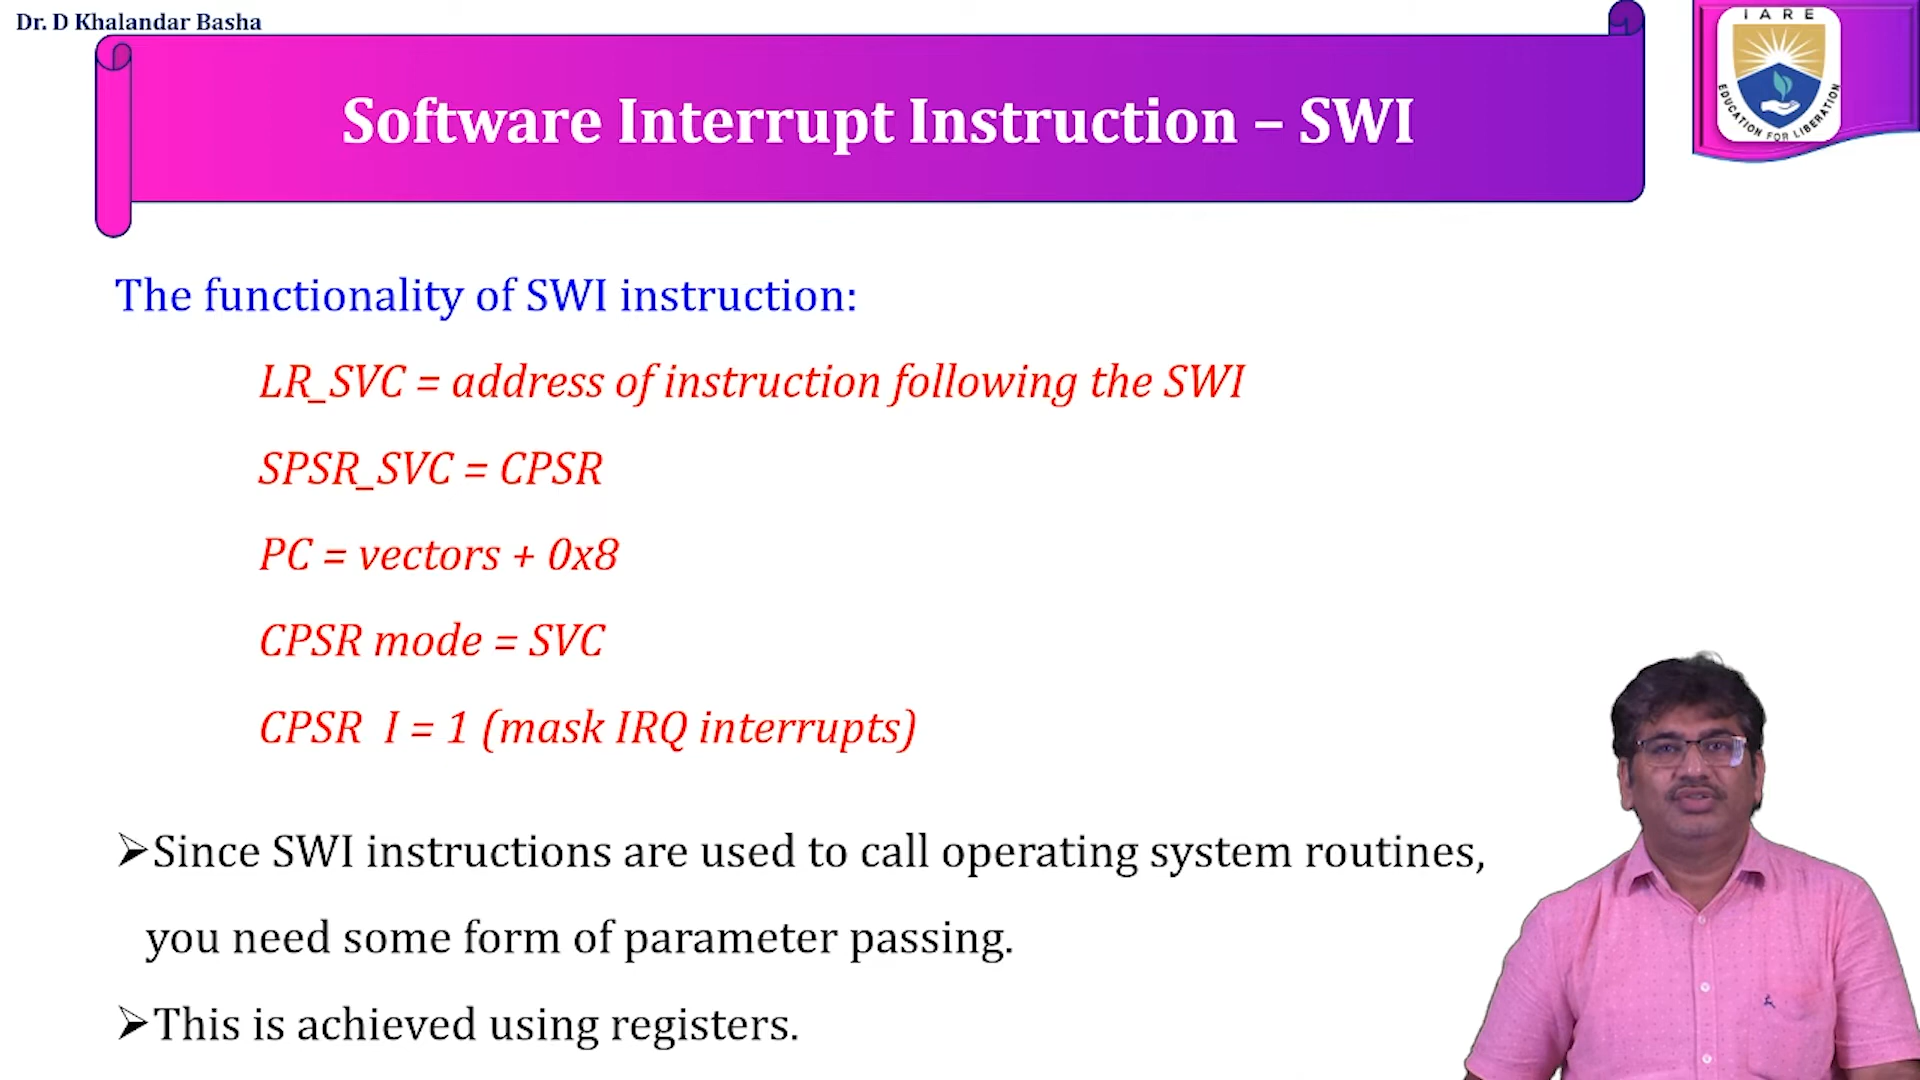 Dr. D Khalandar Basha
IARE
EDUCATION FOR LIBERATION
Software Interrupt Instruction – SWI
The functionality of SWI instruction:
LR_SVC = address of instruction following the SWI
SPSR_SVC = CPSR
PC = vectors + 0x8
CPSR mode = SVC
CPSR I = 1 (mask IRQ interrupts)
➢Since SWI instructions are used to call operating system routines,
you need some form of parameter passing.
➢This is achieved using registers.